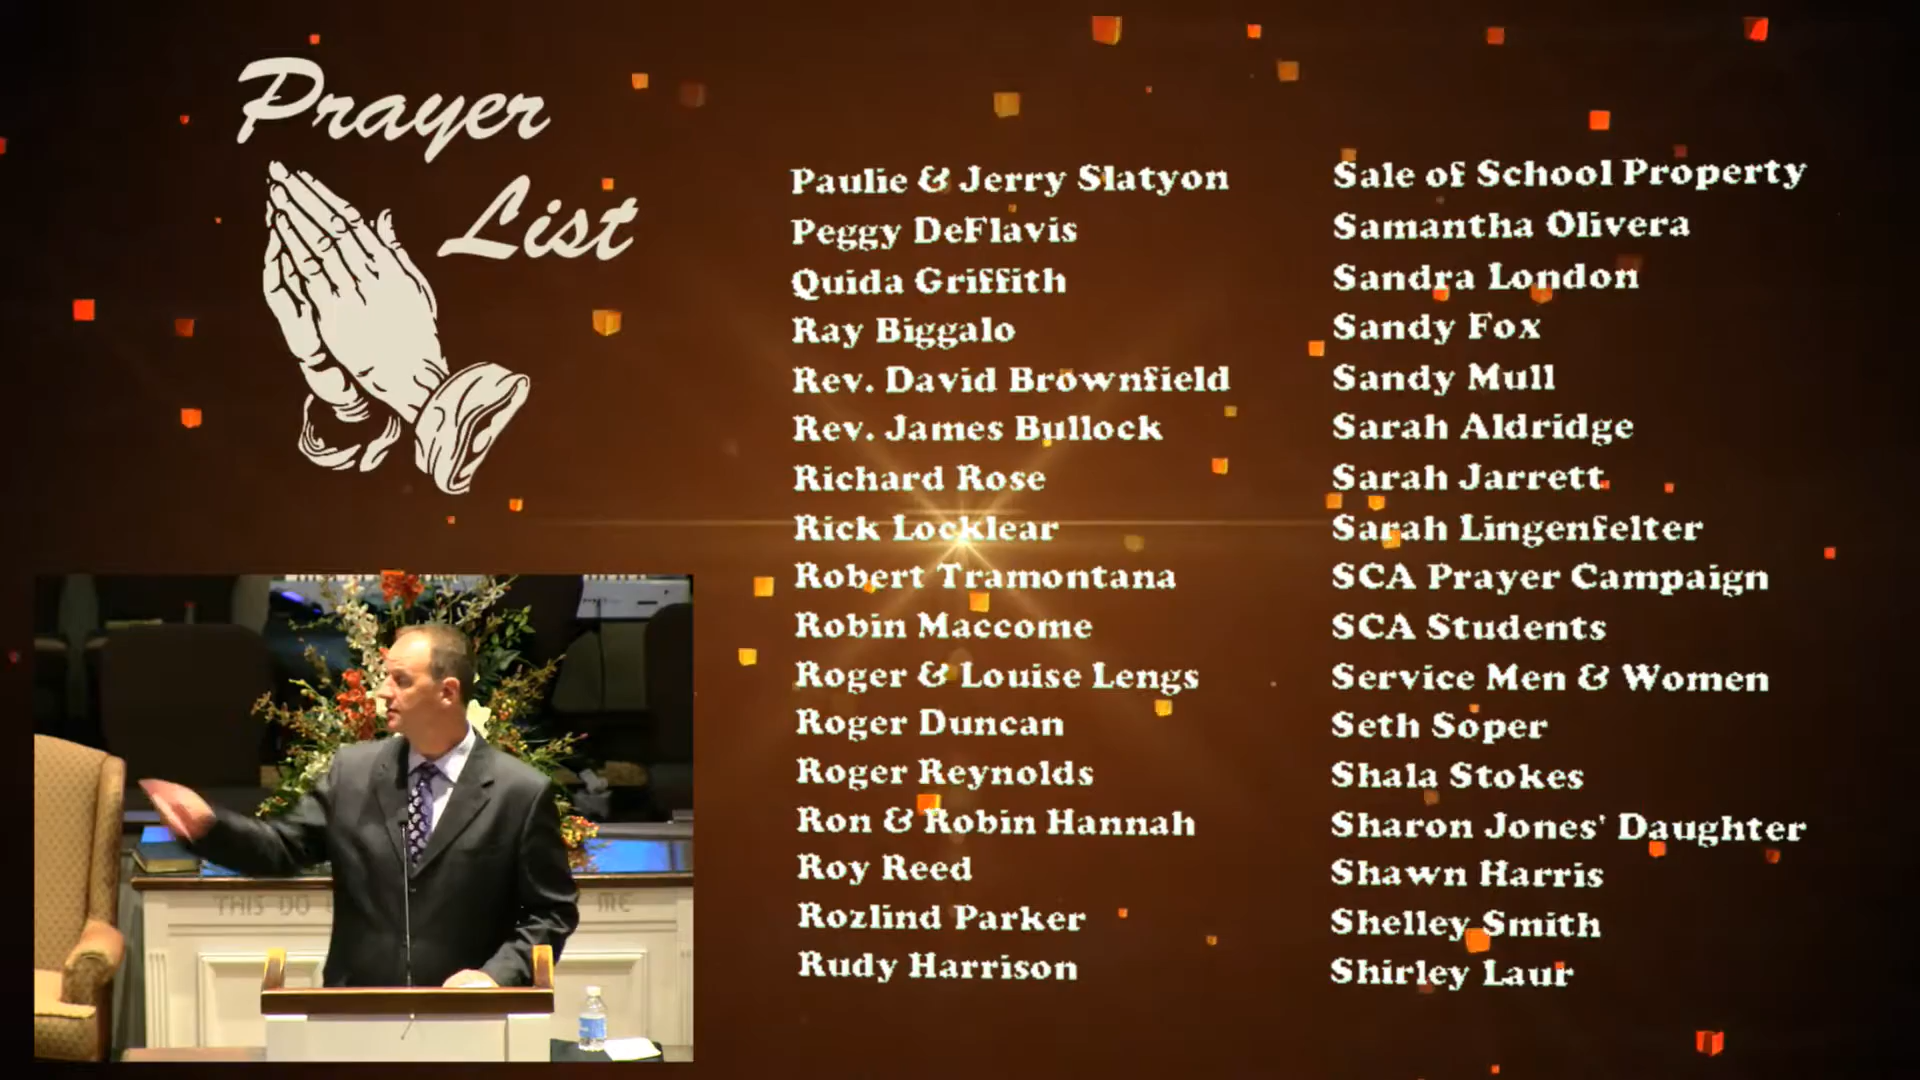 Prayer
List
Paulie & Jerry Slatyon
Peggy DeFlavis
Quida Griffith
Ray Biggalo
Rev. David Brownfield
Rev. James Bullock
Richard Rose
Rick Locklear
Robert Tramontana
Robin Maccome
Roger & Louise Lengs
Roger Duncan
Roger Reynolds
Ron & Robin Hannah
Roy Reed
Rozlind Parker
Rudy Harrison
Sale of School Property
Samantha Olivera
Sandra London
Sandy Fox
Sandy Mull
Sarah Aldridge
Sarah Jarrett
Sarah Lingenfelter
SCA Prayer Campaign
SCA Students
Service Men & Women
Seth Soper
Shala Stokes
Sharon Jones' Daughter
Shawn Harris
Shelley Smith
Shirley Laur
THIS DO ME